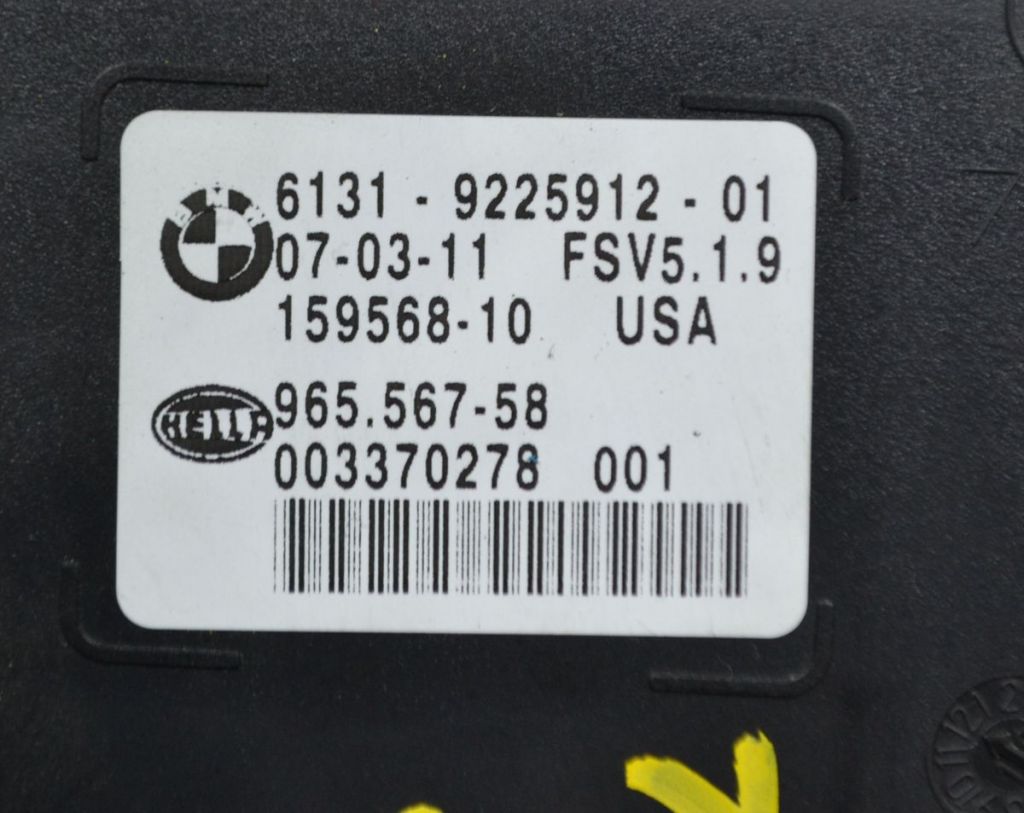 6131 - 9225912 - 01
07-03-11 FSV5.1.9
159568-10 USA
HELLA
965.567-58
003370278 001